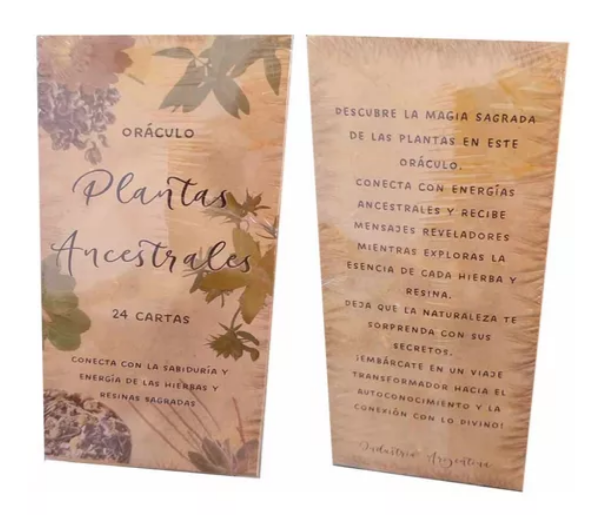 ORÁCULO
Plantas
Ancestrales
24 CARTAS
CONECTA CON LA SABIDURÍA Y
ENERGÍA DE LAS HIERBAS Y
RESINAS SAGRADAS
DESCUBRE LA MAGIA SAGRADA
DE LAS PLANTAS EN ESTE
ORÁCULO.
CONECTA CON ENERGÍAS
ANCESTRALES Y RECIBE
MENSAJES REVELADORES
MIENTRAS EXPLORAS LA
ESENCIA DE CADA HIERBA Y
RESINA.
DEJA QUE LA NATURALEZA TE
SORPRENDA CON SUS
SECRETOS.
¡EMBÁRCATE EN UN VIAJE
TRANSFORMADOR HACIA EL
AUTOCONOCIMIENTO Y LA
CONEXIÓN CON LO DIVINO!
Industria Argentina